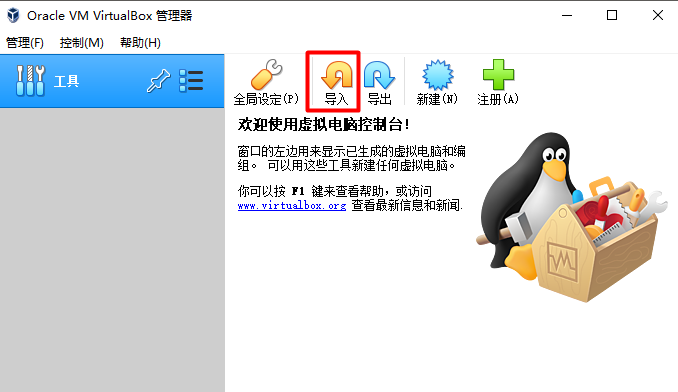 Oracle VM VirtualBox 管理器
管理(F) 控制(M) 帮助(H)
工具
全局设定(P) 导入 导出 新建(N) 注册(A)
欢迎使用虚拟电脑控制台!
窗口的左边用来显示已生成的虚拟电脑和编
组。 可以用这些工具新建任何虚拟电脑。
你可以按 F1 键来查看帮助，或访问
www.virtualbox.org 查看最新信息和新闻.